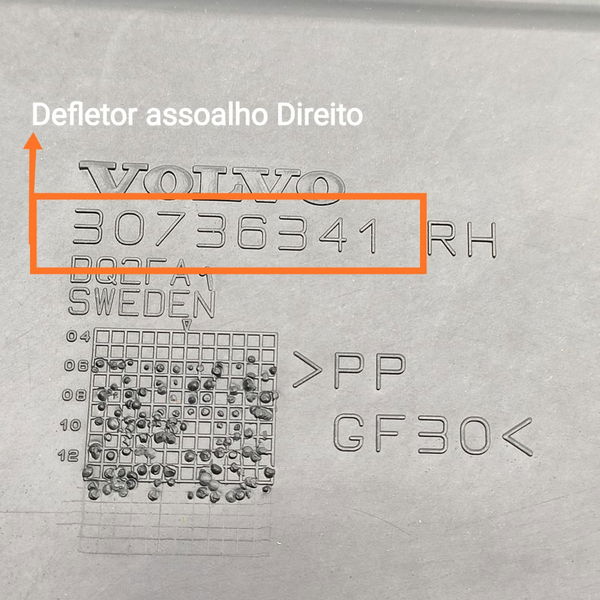 Defletor assoalho Direito
VOLVO
30736341 RH
SWEDEN
04
06
08
10
12
>PP
GF30<